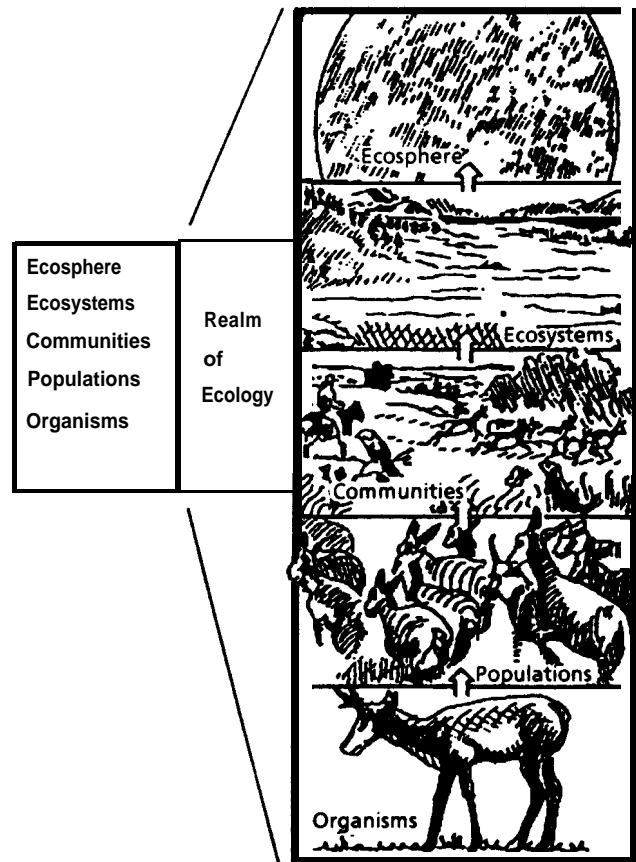 Ecosphere
Ecosystems
Communities
Populations
Organisms
Realm
of
Ecology
Ecosphere
Ecosystems
Communities
Populations
Organisms